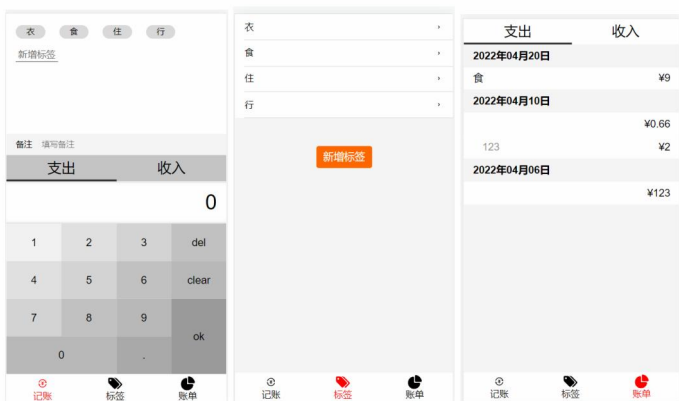 衣 食 住 行
新增标签
备注 填写备注
支出 收入
0
1 2 3 del
4 5 6 clear
7 8 9
ok
0 .
记账 标签 账单
衣 ›
食 ›
住 ›
行 ›
新增标签
记账 标签 账单
支出 收入
2022年04月20日
食 ¥9
2022年04月10日
¥0.66
123 ¥2
2022年04月06日
¥123
记账 标签 账单